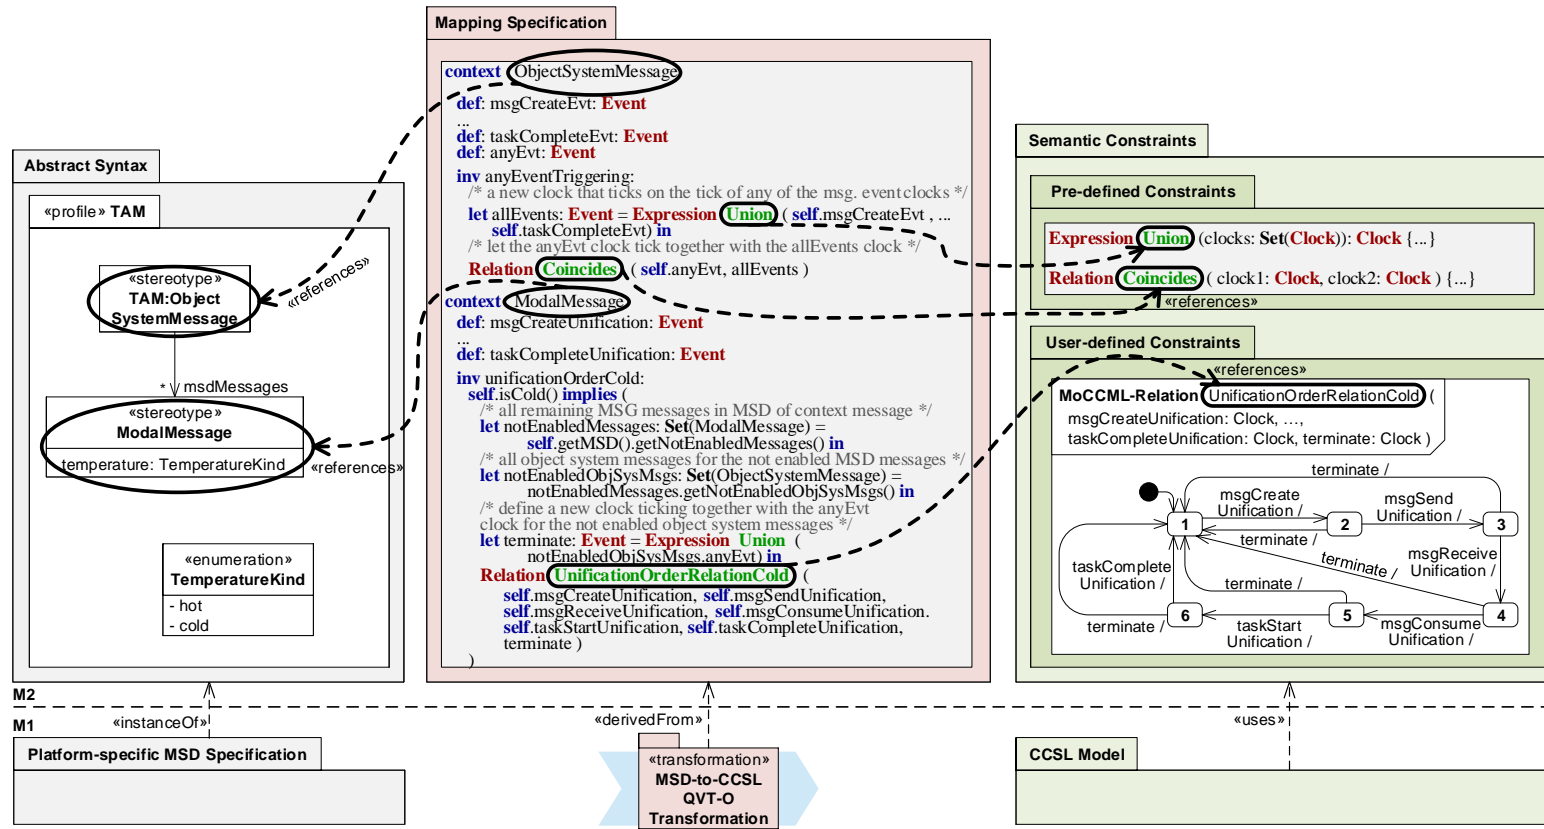 Mapping Specification
context ObjectSystemMessage
def: msgCreateEvt: Event
...
def: taskCompleteEvt: Event
def: anyEvt: Event
inv anyEventTriggering:
/* a new clock that ticks on the tick of any of the msg. event clocks */
let allEvents: Event = Expression Union ( self.msgCreateEvt , ...
self.taskCompleteEvt) in
/* let the anyEvt clock tick together with the allEvents clock */
Relation Coincides ( self.anyEvt, allEvents )
context ModalMessage
def: msgCreateUnification: Event
...
def: taskCompleteUnification: Event
inv unificationOrderCold:
self.isCold() implies (
/* all remaining MSG messages in MSD of context message */
let notEnabledMessages: Set(ModalMessage) =
self.getMSD().getNotEnabledMessages() in
/* all object system messages for the not enabled MSD messages */
let notEnabledObjSysMsgs: Set(ObjectSystemMessage) =
notEnabledMessages.getNotEnabledObjSysMsgs() in
/* define a new clock ticking together with the anyEvt
clock for the not enabled object system messages */
let terminate: Event = Expression Union (
notEnabledObjSysMsgs.anyEvt) in
Relation UnificationOrderRelationCold (
self.msgCreateUnification, self.msgSendUnification,
self.msgReceiveUnification, self.msgConsumeUnification.
self.taskStartUnification, self.taskCompleteUnification,
terminate )
)
Abstract Syntax
«profile» TAM
«stereotype»
TAM:Object
SystemMessage
«references»
* msdMessages
«stereotype»
ModalMessage
temperature: TemperatureKind
«references»
«enumeration»
TemperatureKind
- hot
- cold
Semantic Constraints
Pre-defined Constraints
Expression Union (clocks: Set(Clock)): Clock {...}
Relation Coincides ( clock1: Clock, clock2: Clock ) {...}
«references»
User-defined Constraints
«references»
MoCCML-Relation UnificationOrderRelationCold (
msgCreateUnification: Clock, ...,
taskCompleteUnification: Clock, terminate: Clock )
terminate /
msgCreate
Unification /
msgSend
Unification /
1
2
3
terminate /
msgReceive
Unification /
terminate /
taskComplete
Unification /
terminate /
6
5
4
terminate /
taskStart
Unification /
msgConsume
Unification /
M2
M1
«instanceOf»
«derivedFrom»
«uses»
Platform-specific MSD Specification
«transformation»
MSD-to-CCSL
QVT-O
Transformation
CCSL Model